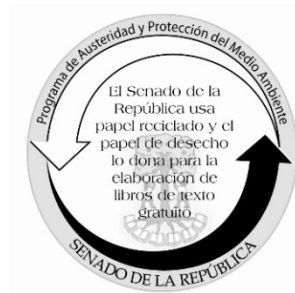 Programa de Austeridad y Protección del Medio Ambiente
El Senado de la
República usa
papel reciclado y el
papel de desecho
lo dona para la
elaboración de
libros de texto
gratuito
SENADO DE LA REPÚBLICA